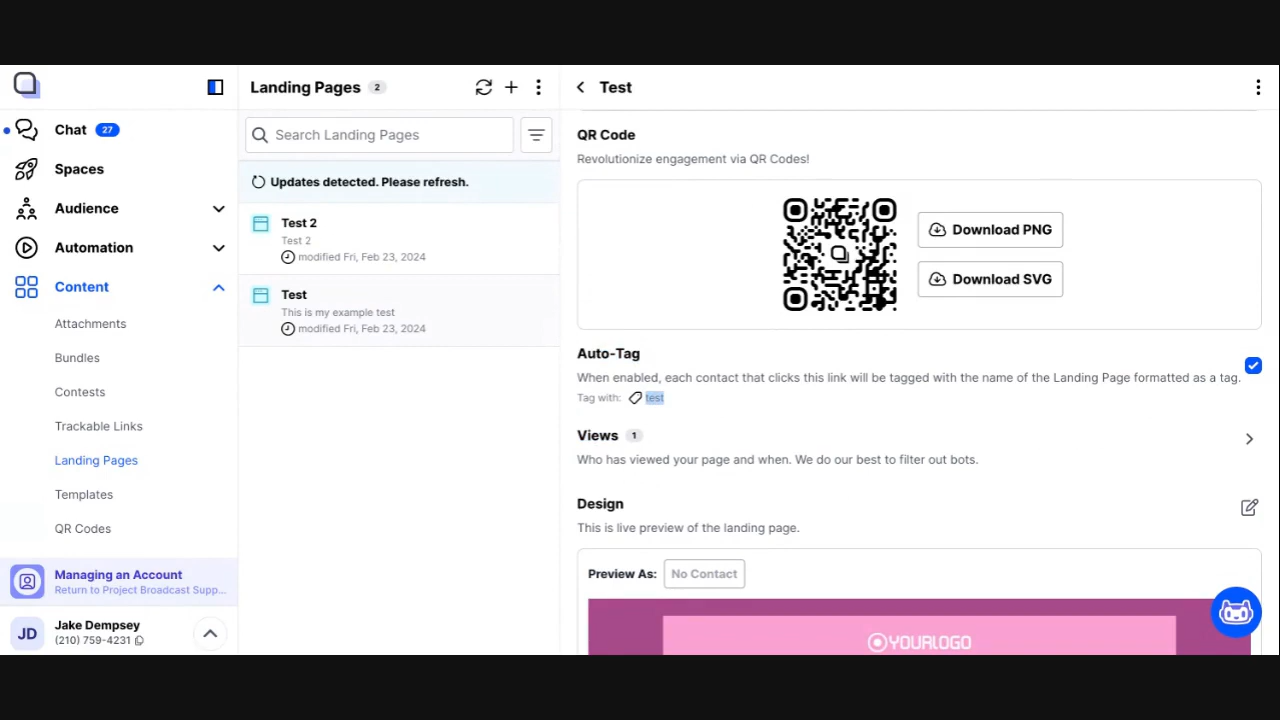 Chat 27
Spaces
Audience
Automation
Content
Attachments
Bundles
Contests
Trackable Links
Landing Pages
Templates
QR Codes
Managing an Account
Return to Project Broadcast Supp...
JD
Jake Dempsey
(210) 759-4231
Landing Pages 2
Search Landing Pages
Updates detected. Please refresh.
Test 2
Test 2
modified Fri, Feb 23, 2024
Test
This is my example test
modified Fri, Feb 23, 2024
Test
QR Code
Revolutionize engagement via QR Codes!
Download PNG
Download SVG
Auto-Tag
When enabled, each contact that clicks this link will be tagged with the name of the Landing Page formatted as a tag.
Tag with: test
Views 1
Who has viewed your page and when. We do our best to filter out bots.
Design
This is live preview of the landing page.
Preview As: No Contact
YOURLOGO